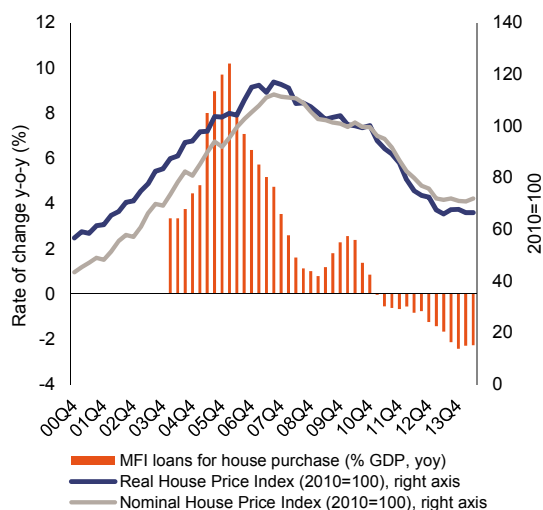 12
10
8
6
4
2
0
-2
-4
Rate of change y-o-y (%)
140
120
100
80
60
40
20
0
2010=100
00Q4
01Q4
02Q4
03Q4
04Q4
05Q4
06Q4
07Q4
08Q4
09Q4
10Q4
11Q4
12Q4
13Q4
MFI loans for house purchase (% GDP, yoy)
Real House Price Index (2010=100), right axis
Nominal House Price Index (2010=100), right axis